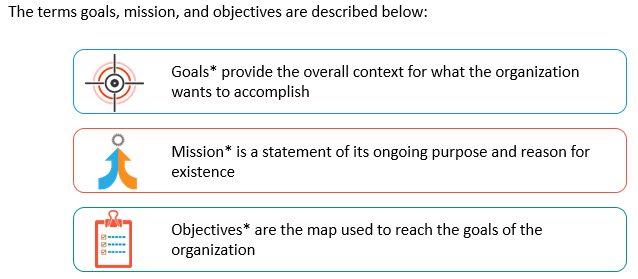 The terms goals, mission, and objectives are described below:
Goals* provide the overall context for what the organization
wants to accomplish
Mission* is a statement of its ongoing purpose and reason for
existence
Objectives* are the map used to reach the goals of the
organization